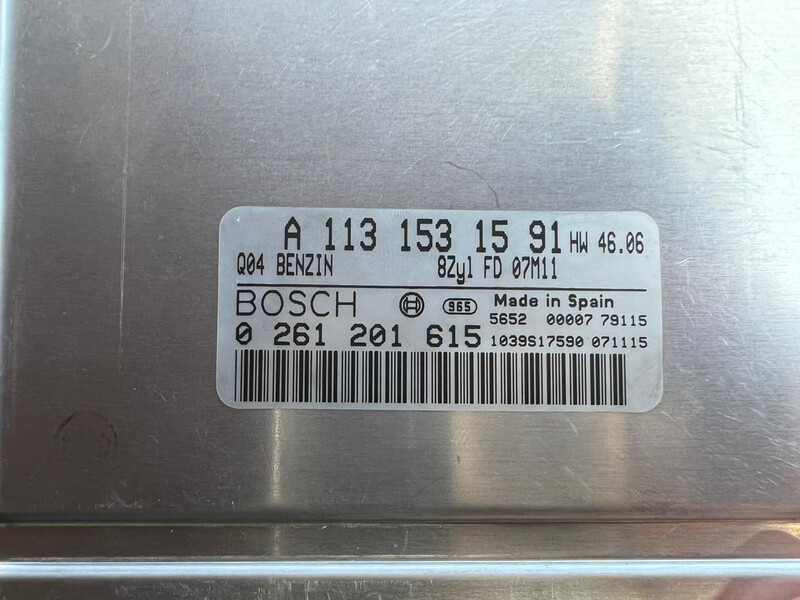 A 113 153 15 91 HW 46.06
Q04 BENZIN 8Zyl FD 07M11
BOSCH 965 Made in Spain
5652 00007 79115
0 261 201 615 1039S17590 071115